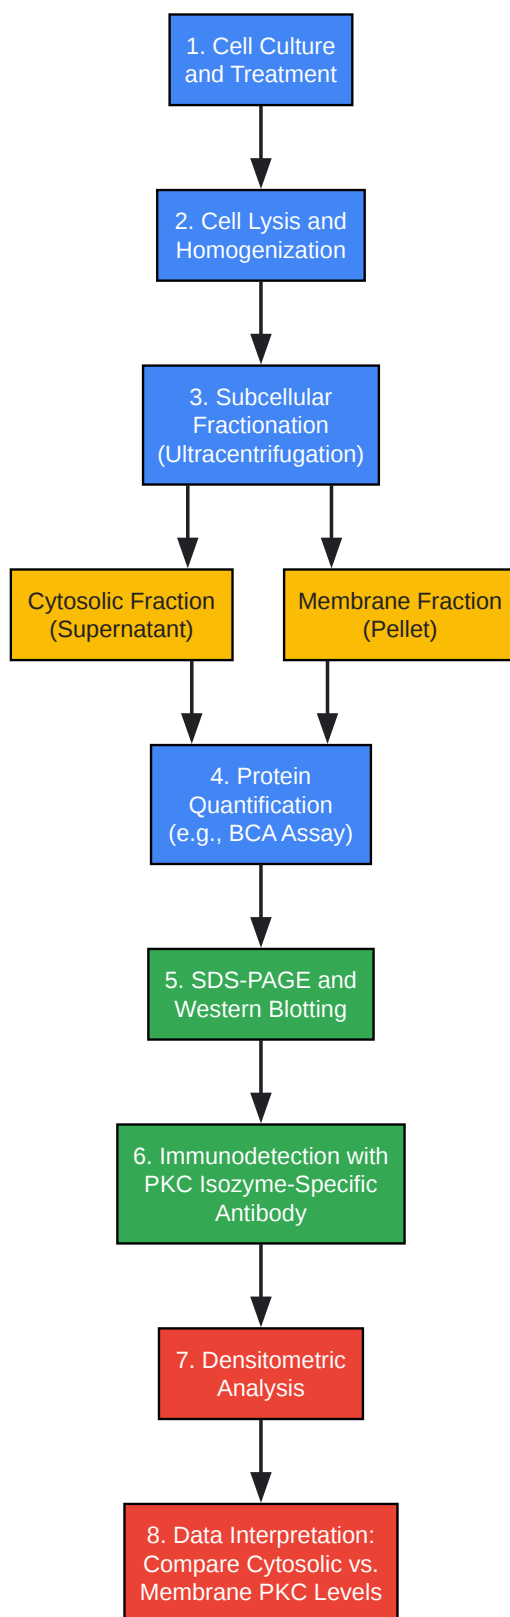 1. Cell Culture
and Treatment
2. Cell Lysis and
Homogenization
3. Subcellular
Fractionation
(Ultracentrifugation)
Cytosolic Fraction
(Supernatant)
Membrane Fraction
(Pellet)
4. Protein
Quantification
(e.g., BCA Assay)
5. SDS-PAGE and
Western Blotting
6. Immunodetection with
PKC Isozyme-Specific
Antibody
7. Densitometric
Analysis
8. Data Interpretation:
Compare Cytosolic vs.
Membrane PKC Levels